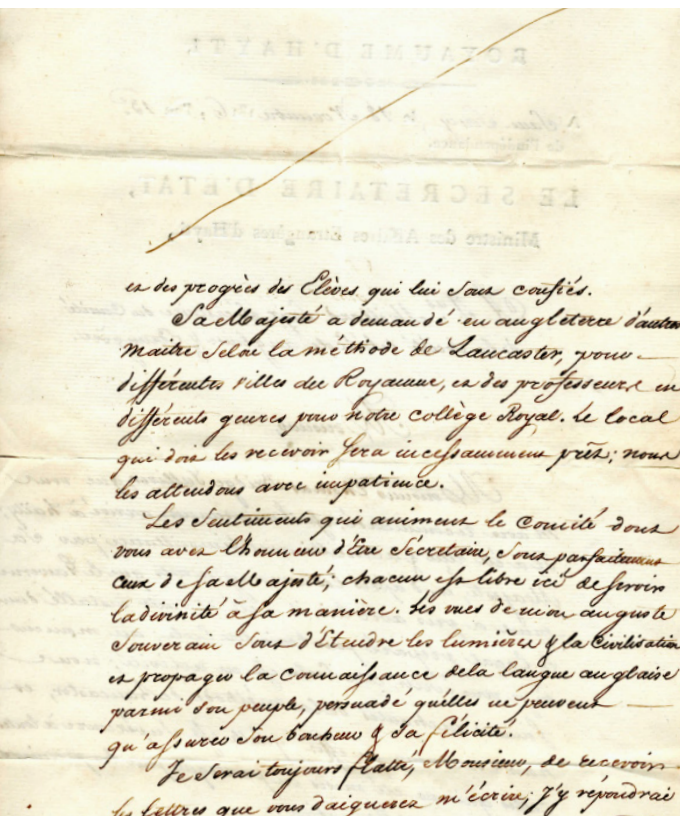 ROYAUME D'HAYTI.
de l'Indépendance.
LE SECRETAIRE D'ETAT,
Ministre des Affaires Etrangères d'Hayti,
et des progrès des Elèves qui lui sont confiés.
Sa Majesté a demandé en angleterre d'autres
maitre selon la méthode de Lancaster, pour
différentes villes du Royaume, et des professeurs en
différents genres pour notre collège Royal. Le local
qui doit les recevoir sera incessamment prêt; nous
les attendons avec impatience.
Les sentiments qui animent le comité dont
vous avez l'honneur d'Etre Sécretaire, sont parfaitement
ceux de sa Majesté; chacun est libre ici de servir
la divinité à sa manière. Les vues de mon auguste
Souverain sont d'Etendre les lumières & la Civilisation
et propager la connaissance de la langue anglaise
parmi son peuple, persuadé qu'elles ne peuvent
qu'assurer son bonheur & sa félicité.
Je serai toujours flatté, Monsieur, de recevoir
les lettres que vous daignerez m'écrire; j'y répondrai